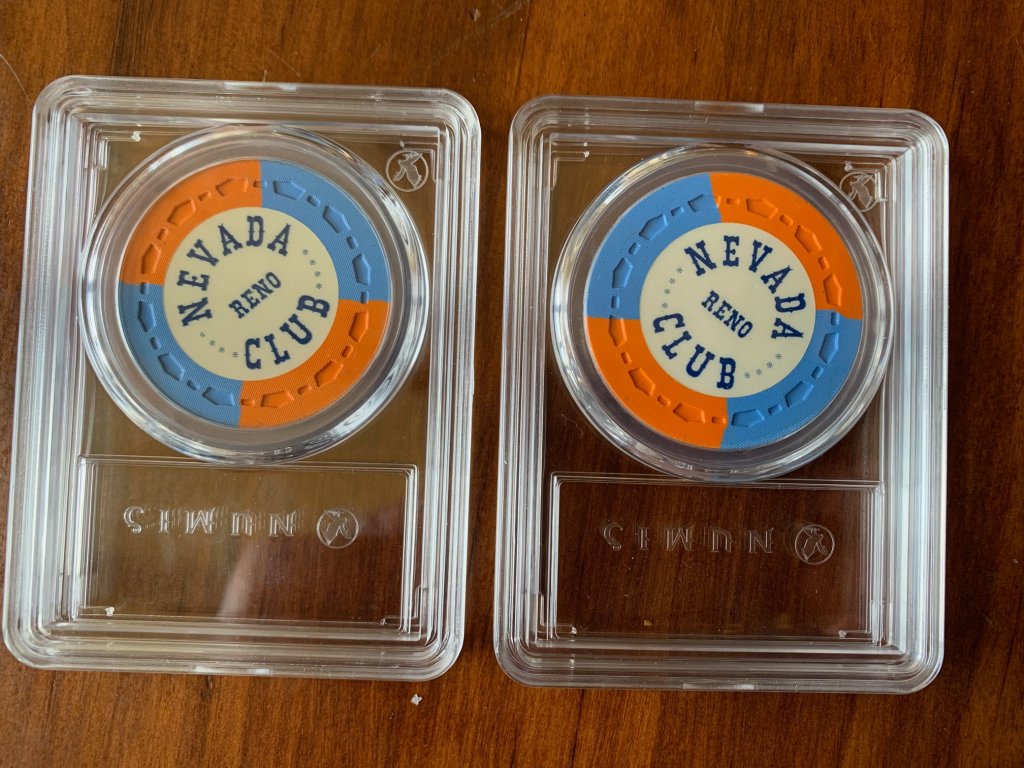 NEVADA
****
RENO
****
CLUB
NUMIS
NEVADA
****
RENO
****
CLUB
NUMIS